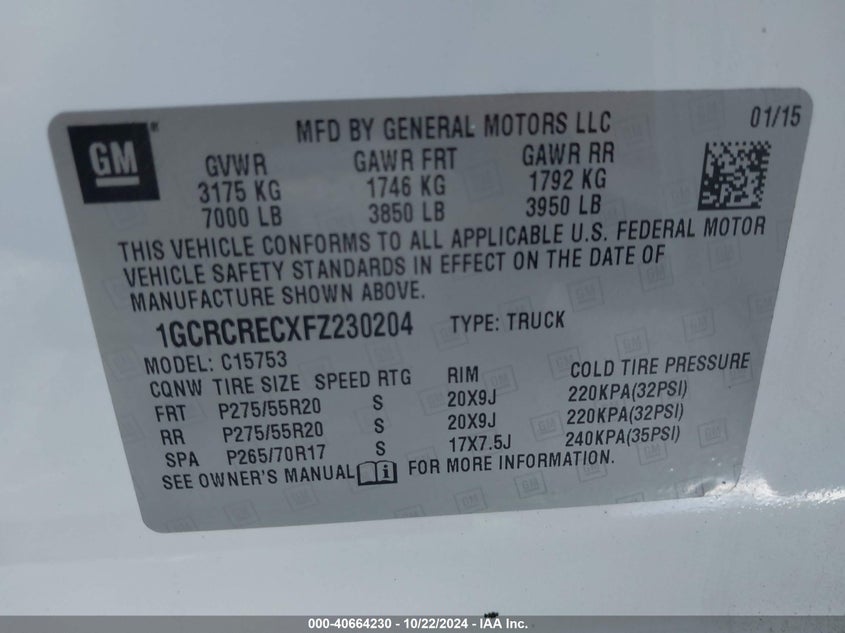 GM
MFD BY GENERAL MOTORS LLC 01/15
GVWR GAWR FRT GAWR RR
3175 KG 1746 KG 1792 KG
7000 LB 3850 LB 3950 LB
THIS VEHICLE CONFORMS TO ALL APPLICABLE U.S. FEDERAL MOTOR
VEHICLE SAFETY STANDARDS IN EFFECT ON THE DATE OF
MANUFACTURE SHOWN ABOVE.
1GCRCRECXFZ230204 TYPE: TRUCK
MODEL: C15753
CQNW TIRE SIZE SPEED RTG RIM COLD TIRE PRESSURE
FRT P275/55R20 S 20X9J 220KPA(32PSI)
RR P275/55R20 S 20X9J 220KPA(32PSI)
SPA P265/70R17 S 17X7.5J 240KPA(35PSI)
SEE OWNER'S MANUAL FOR MORE INFORMATION.
000-40664230 - 10/22/2024 - IAA Inc.